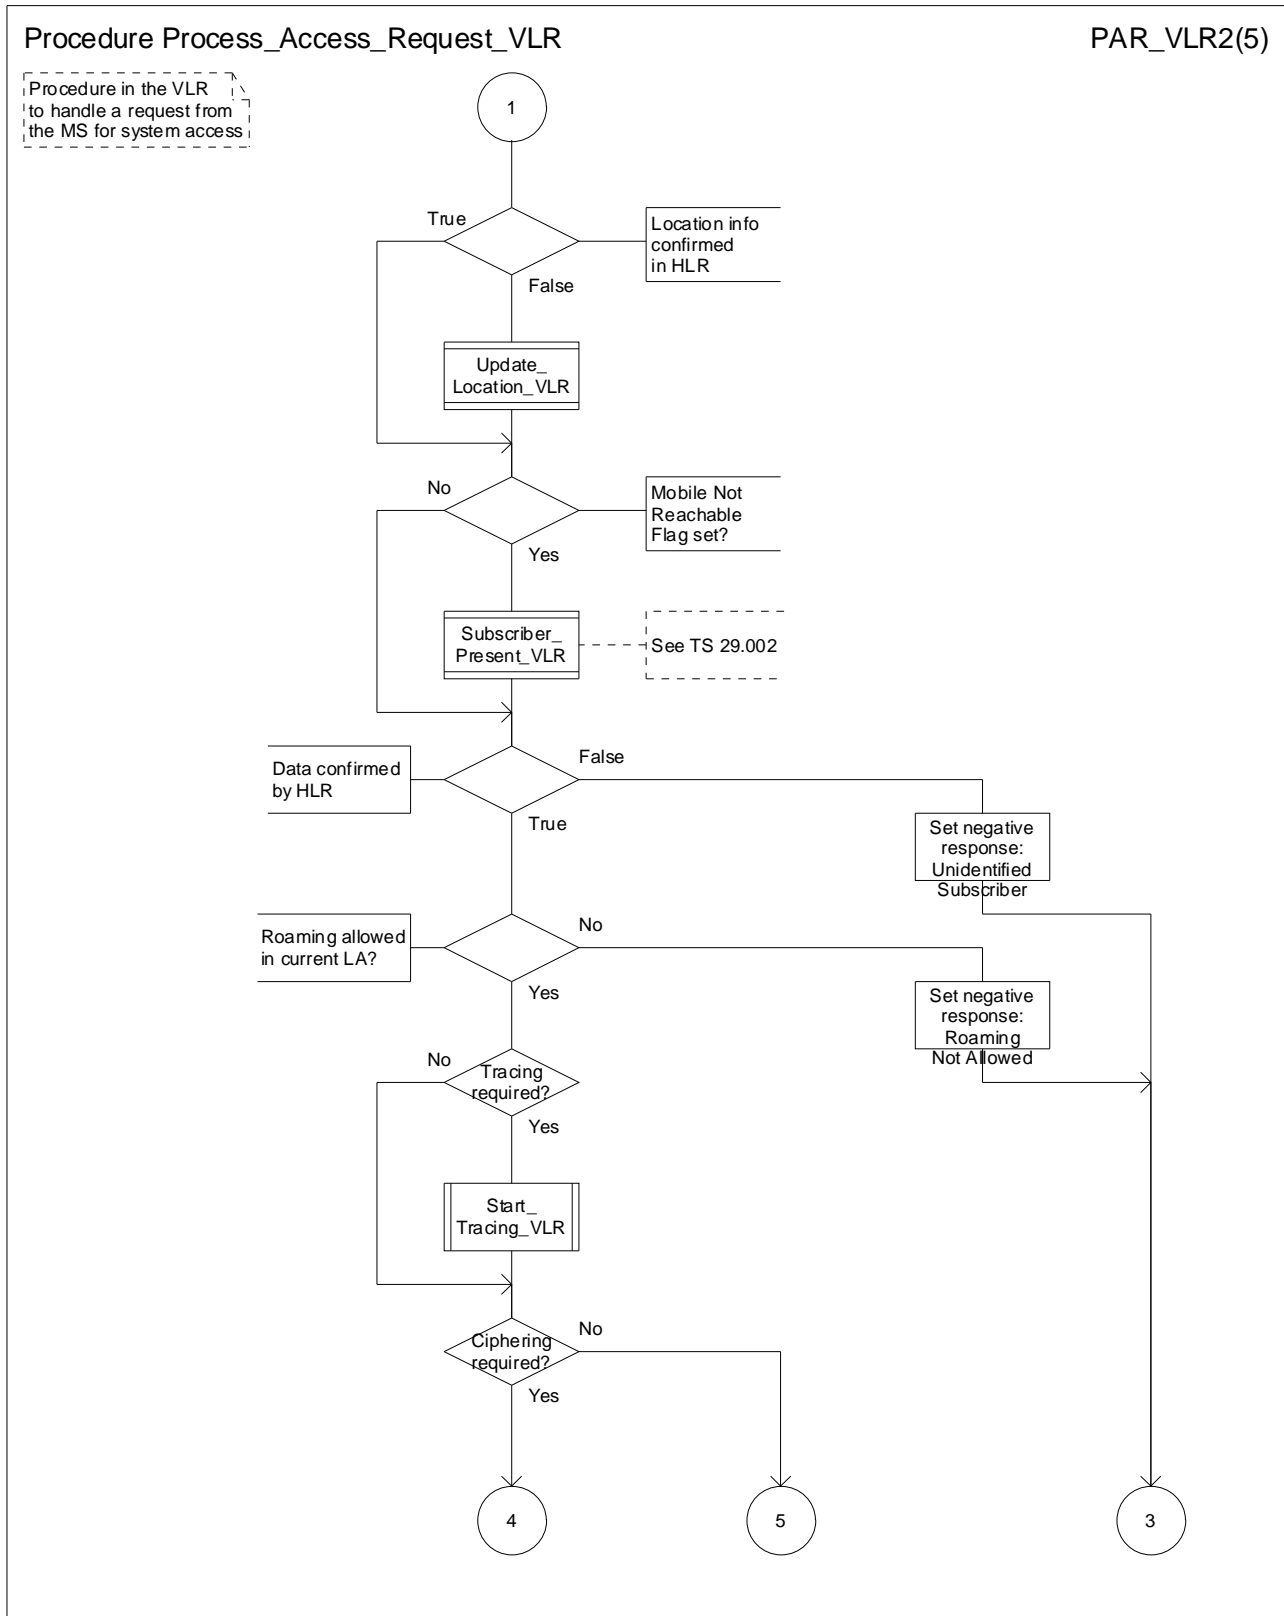 Procedure Process_Access_Request_VLR
PAR_VLR2(5)
Procedure in the VLR
to handle a request from
the MS for system access
1
True
Location info
confirmed
in HLR
False
Update_
Location_VLR
No
Mobile Not
Reachable
Flag set?
Yes
Subscriber_
Present_VLR
See TS 29.002
Data confirmed
by HLR
False
True
Set negative
response:
Unidentified
Subscriber
Roaming allowed
in current LA?
No
Yes
Set negative
response:
Roaming
Not Allowed
No
Tracing
required?
Yes
Start_
Tracing_VLR
Ciphering
required?
No
Yes
4
5
3